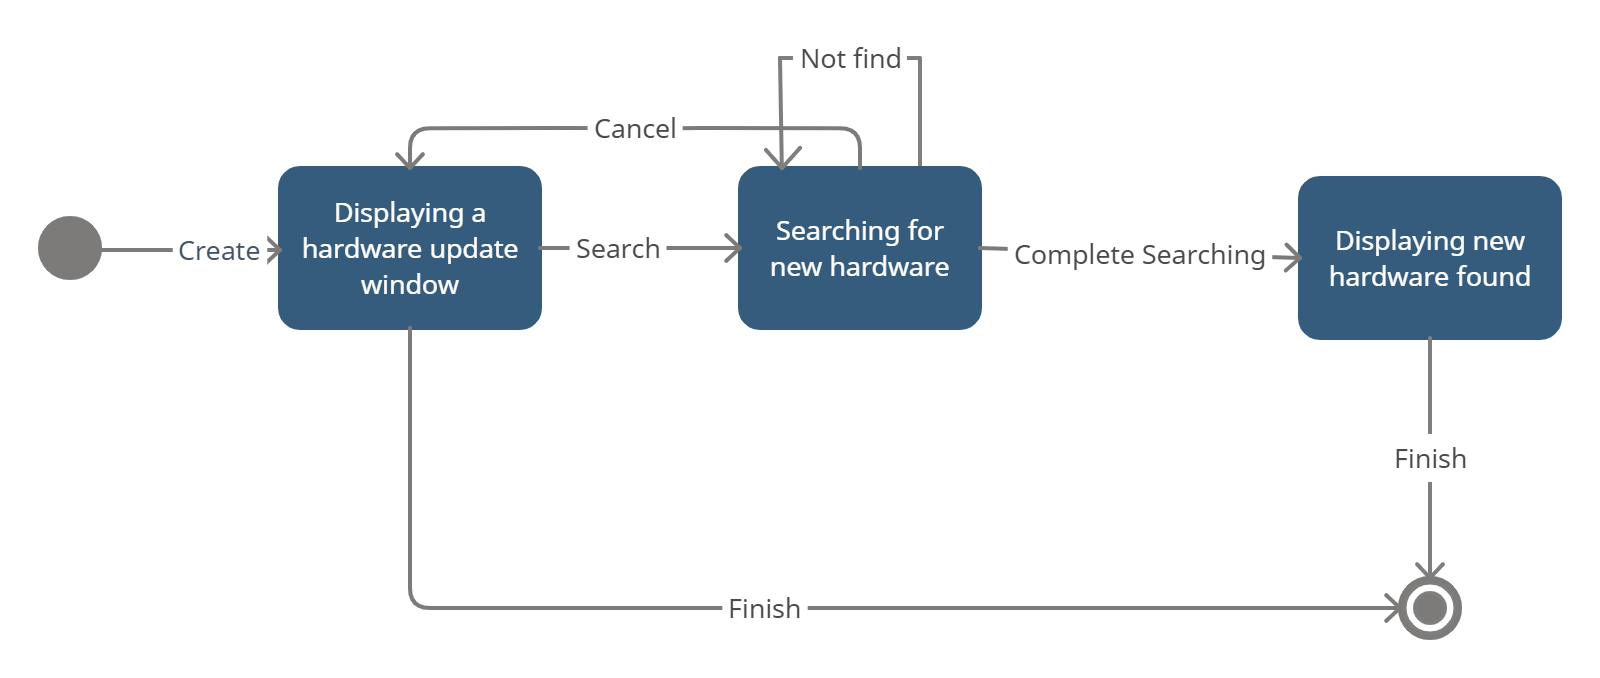 Not find
Cancel
Create
Displaying a
hardware update
window
Search
Searching for
new hardware
Complete Searching
Displaying new
hardware found
Finish
Finish